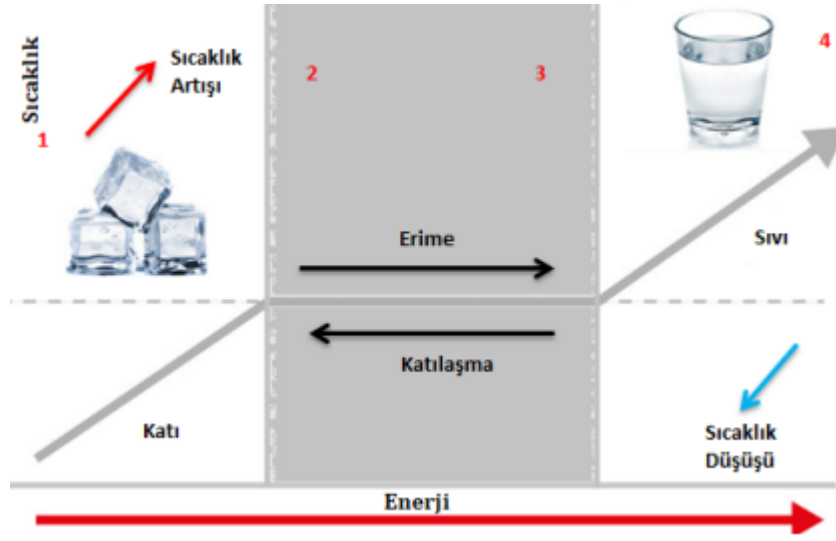 Sıcaklık
1
Sıcaklık
Artışı
2
3
4
Erime
Sıvı
Katılaşma
Katı
Sıcaklık
Düşüşü
Enerji